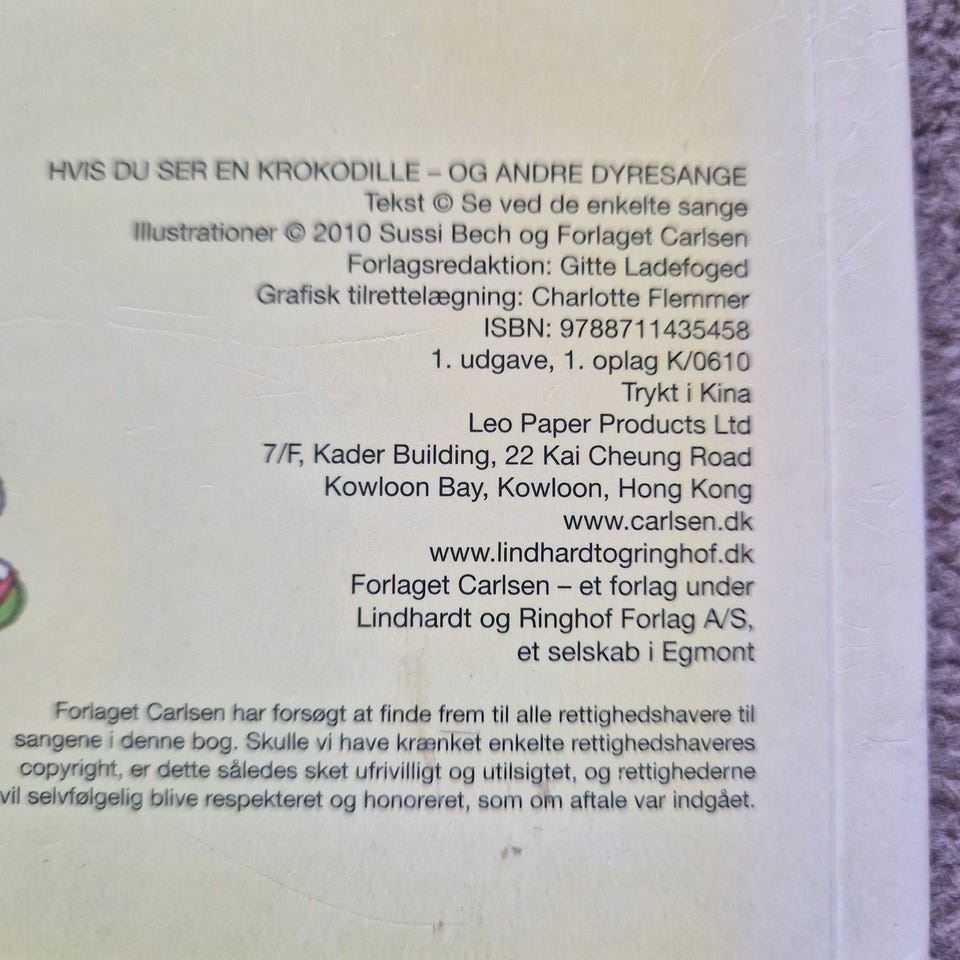 HVIS DU SER EN KROKODILLE – OG ANDRE DYRESANGE
Tekst © Se ved de enkelte sange
Illustrationer © 2010 Sussi Bech og Forlaget Carlsen
Forlagsredaktion: Gitte Ladefoged
Grafisk tilrettelægning: Charlotte Flemmer
ISBN: 9788711435458
1. udgave, 1. oplag K/0610
Trykt i Kina
Leo Paper Products Ltd
7/F, Kader Building, 22 Kai Cheung Road
Kowloon Bay, Kowloon, Hong Kong
www.carlsen.dk
www.lindhardtogringhof.dk
Forlaget Carlsen – et forlag under
Lindhardt og Ringhof Forlag A/S,
et selskab i Egmont
Forlaget Carlsen har forsøgt at finde frem til alle rettighedshavere til
sangene i denne bog. Skulle vi have krænket enkelte rettighedshaveres
copyright, er dette således sket ufrivilligt og utilsigtet, og rettighederne
vil selvfølgelig blive respekteret og honoreret, som om aftale var indgået.